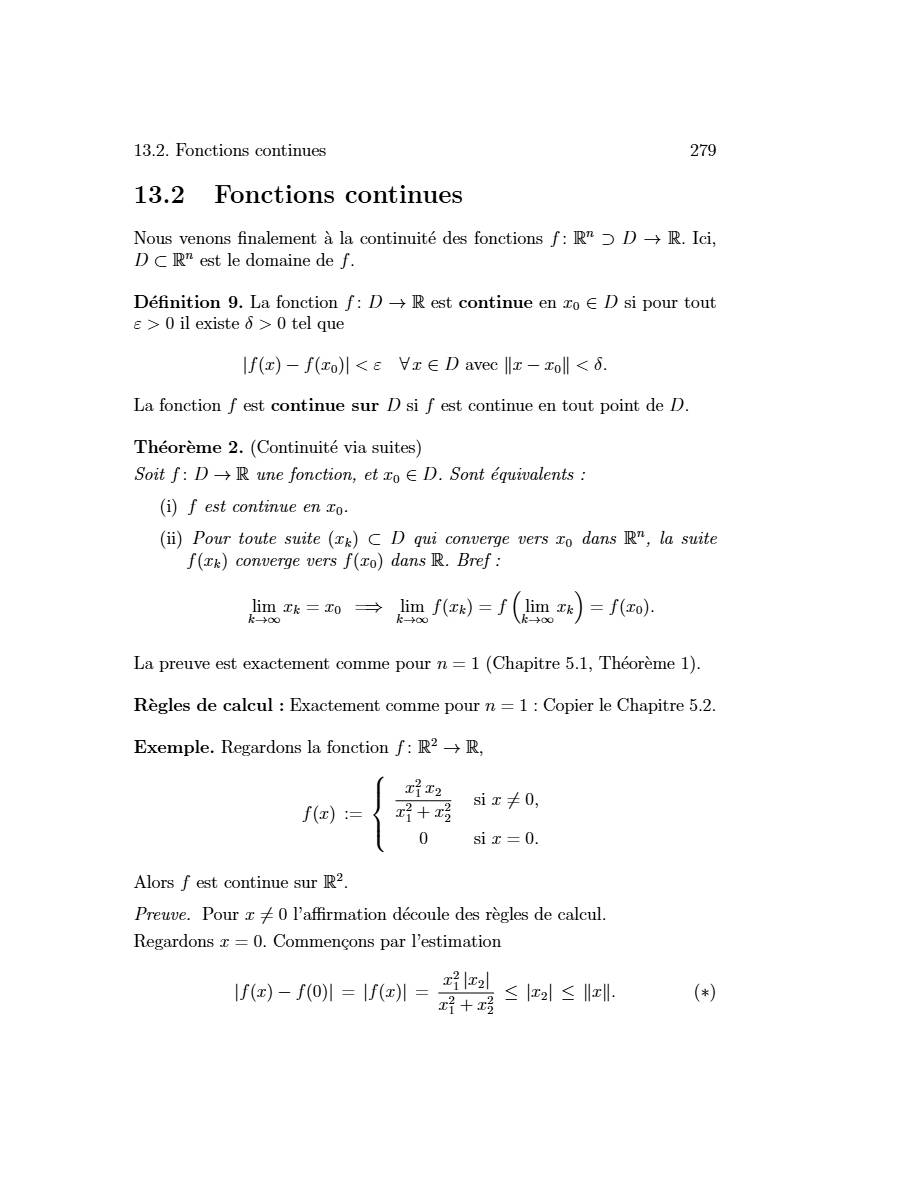 13.2. Fonctions continues 279
13.2 Fonctions continues
Nous venons finalement à la continuité des fonctions f : ℝⁿ ⊃ D → ℝ. Ici,
D ⊂ ℝⁿ est le domaine de f.
Définition 9. La fonction f : D → ℝ est continue en x₀ ∈ D si pour tout
ε > 0 il existe δ > 0 tel que
|f(x) − f(x₀)| < ε ∀ x ∈ D avec ‖x − x₀‖ < δ.
La fonction f est continue sur D si f est continue en tout point de D.
Théorème 2. (Continuité via suites)
Soit f : D → ℝ une fonction, et x₀ ∈ D. Sont équivalents :
(i) f est continue en x₀.
(ii) Pour toute suite (xₖ) ⊂ D qui converge vers x₀ dans ℝⁿ, la suite
f(xₖ) converge vers f(x₀) dans ℝ. Bref :
lim_{k→∞} xₖ = x₀ ⟹ lim_{k→∞} f(xₖ) = f (lim_{k→∞} xₖ) = f(x₀).
La preuve est exactement comme pour n = 1 (Chapitre 5.1, Théorème 1).
Règles de calcul : Exactement comme pour n = 1 : Copier le Chapitre 5.2.
Exemple. Regardons la fonction f : ℝ² → ℝ,
f(x) := { x₁² x₂ / (x₁² + x₂²) si x ≠ 0,
0 si x = 0.
Alors f est continue sur ℝ².
Preuve. Pour x ≠ 0 l'affirmation découle des règles de calcul.
Regardons x = 0. Commençons par l'estimation
|f(x) − f(0)| = |f(x)| = x₁² |x₂| / (x₁² + x₂²) ≤ |x₂| ≤ ‖x‖. (∗)